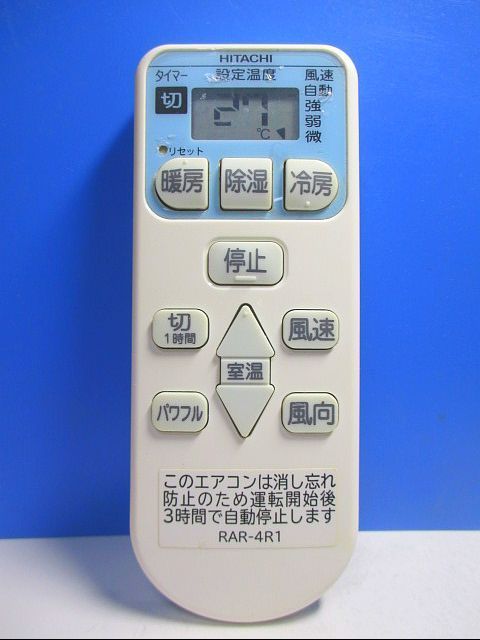 HITACHI
タイマー 設定温度 風速
切 27℃ 自動
強
弱
微
リセット
暖房 除湿 冷房
停止
切
1時間
風速
室温
パワフル
風向
このエアコンは消し忘れ
防止のため運転開始後
3時間で自動停止します
RAR-4R1